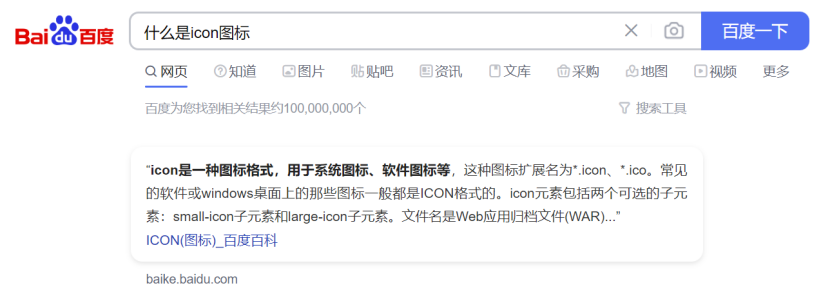 Bai du 百度
什么是icon图标
百度一下
网页 知道 图片 贴 贴吧 资讯 文库 采购 地图 视频 更多
百度为您找到相关结果约100,000,000个 搜索工具
“icon是一种图标格式，用于系统图标、软件图标等，这种图标扩展名为*.icon、*.ico。常见
的软件或windows桌面上的那些图标一般都是ICON格式的。icon元素包括两个可选的子元
素：small-icon子元素和large-icon子元素。文件名是Web应用归档文件(WAR)...”
ICON(图标)_百度百科
baike.baidu.com